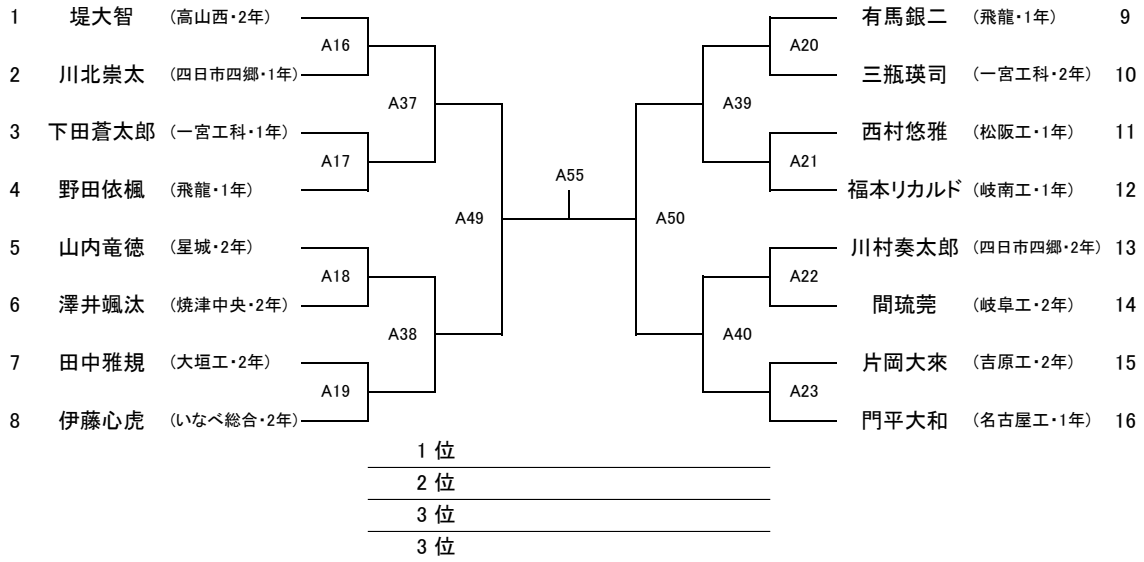 1 堤大智 (高山西・2年)
A16
2 川北崇太 (四日市四郷・1年)
A37
3 下田蒼太郎 (一宮工科・1年)
A17
4 野田依楓 (飛龍・1年)
A49
5 山内竜徳 (星城・2年)
A18
6 澤井颯汰 (焼津中央・2年)
A38
7 田中雅規 (大垣工・2年)
A19
8 伊藤心虎 (いなべ総合・2年)
A55
有馬銀二 (飛龍・1年) 9
A20
三瓶瑛司 (一宮工科・2年) 10
A39
西村悠雅 (松阪工・1年) 11
A21
福本リカルド (岐南工・1年) 12
A50
川村奏太郎 (四日市四郷・2年) 13
A22
間琉莞 (岐阜工・2年) 14
A40
片岡大來 (吉原工・2年) 15
A23
門平大和 (名古屋工・1年) 16
1 位
2 位
3 位
3 位